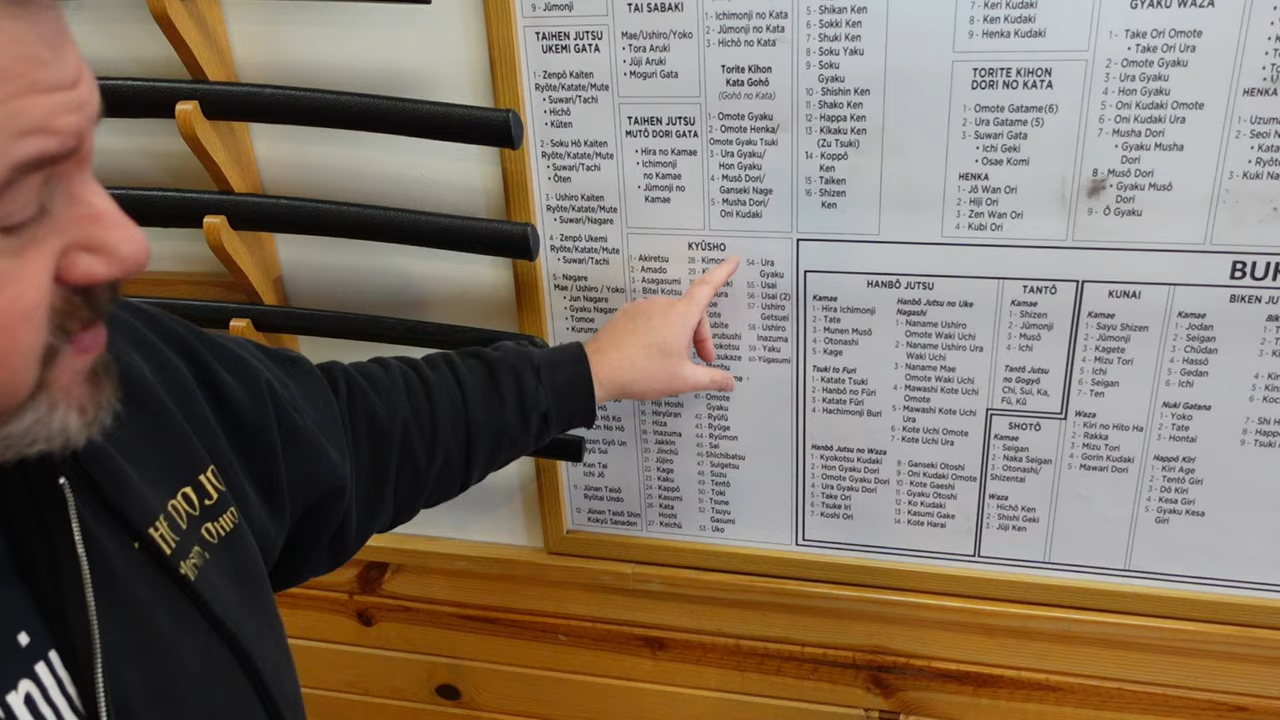 9 - Jūmonji
TAIHEN JUTSU
UKEMI GATA
1 - Zenpō Kaiten
Ryōte/Katate/Mute
• Suwari/Tachi
• Hichō
• Kūten
2 - Soku Hō Kaiten
Ryōte/Katate/Mute
• Suwari/Tachi
• Ōten
3 - Ushiro Kaiten
Ryōte/Katate/Mute
• Suwari/Nagare
4 - Zenpō Ukemi
Ryōte/Katate/Mute
• Suwari/Tachi
5 - Nagare
Mae / Ushiro / Yoko
• Jun Nagare
• Gyaku Nagare
• Tomoe
Ken Tai
Ichi Jō
11 - Jūnan Taisō
Ryūtai Undo
12 - Jūnan Taisō Shin
Kokyū Sanaden
TAI SABAKI
Mae/Ushiro/Yoko
• Tora Aruki
• Jūji Aruki
• Moguri Gata
TAIHEN JUTSU
MUTŌ DORI GATA
• Hira no Kamae
• Ichimonji
no Kamae
• Jūmonji no
Kamae
1 - Ichimonji no Kata
2 - Jūmonji no Kata
3 - Hichō no Kata
Torite Kihon
Kata Gohō
(Gohō no Kata)
1 - Omote Gyaku
2 - Omote Henka/
Omote Gyaku Tsuki
3 - Ura Gyaku/
Hon Gyaku
4 - Musō Dori/
Ganseki Nage
5 - Musha Dori/
Oni Kudaki
5 - Shikan Ken
6 - Sokki Ken
7 - Shuki Ken
8 - Soku Yaku
9 - Soku
Gyaku
10 - Shishin Ken
11 - Shako Ken
12 - Happa Ken
13 - Kikaku Ken
(Zu Tsuki)
14 - Koppō
Ken
15 - Taiken
16 - Shizen
Ken
7 - Keri Kudaki
8 - Ken Kudaki
9 - Henka Kudaki
TORITE KIHON
DORI NO KATA
1 - Omote Gatame (6)
2 - Ura Gatame (5)
3 - Suwari Gata
• Ichi Geki
• Osae Komi
HENKA
1 - Jō Wan Ori
2 - Hiji Ori
3 - Zen Wan Ori
4 - Kubi Ori
GYAKU WAZA
1 - Take Ori Omote
• Take Ori Ura
2 - Omote Gyaku
3 - Ura Gyaku
4 - Hon Gyaku
5 - Oni Kudaki Omote
6 - Oni Kudaki Ura
7 - Musha Dori
• Gyaku Musha
Dori
8 - Musō Dori
• Gyaku Musō
Dori
9 - Ō Gyaku
HENKA
KYŪSHO
1 - Akiretsu
2 - Amado
3 - Asagasumi
4 - Bitei Kotsu
16 - Hiji Hoshi
16 - Hiryūran
17 - Hiza
18 - Inazuma
19 - Jakkin
20 - Jinchū
21 - Jūjiro
22 - Kage
23 - Kaku
24 - Kappō
25 - Kasumi
26 - Kata
Hoshi
27 - Keichū
28 - Kimon
41 - Omote
Gyaku
42 - Ryūfū
43 - Ryūge
44 - Ryūmon
45 - Sai
46 - Shichibatsu
47 - Suigetsu
48 - Suzu
49 - Tentō
50 - Toki
51 - Tsune
52 - Tsuyu
Gasumi
53 - Uko
54 - Ura
Gyaku
55 - Usai
56 - Usai (2)
57 - Ushiro
Getsuei
58 - Ushiro
Inazuma
59 - Yaku
60 - Yūgasumi
HANBŌ JUTSU
Kamae
1 - Hira Ichimonji
2 - Tate
3 - Munen Musō
4 - Otonashi
5 - Kage
Tsuki to Furi
1 - Katate Tsuki
2 - Hanbō no Fūri
3 - Katate Fūri
4 - Hachimonji Buri
Hanbō Jutsu no Waza
1 - Kyokotsu Kudaki
2 - Hon Gyaku Dori
3 - Omote Gyaku Dori
4 - Ura Gyaku Dori
5 - Take Ori
6 - Tsuke Iri
7 - Koshi Ori
Hanbō Jutsu no Uke
Nagashi
1 - Naname Ushiro
Omote Waki Uchi
2 - Naname Ushiro Ura
Waki Uchi
3 - Naname Mae
Omote Waki Uchi
4 - Mawashi Kote Uchi
Omote
5 - Mawashi Kote Uchi
Ura
6 - Kote Uchi Omote
7 - Kote Uchi Ura
8 - Ganseki Otoshi
9 - Oni Kudaki Omote
10 - Kote Gaeshi
11 - Gyaku Otoshi
12 - Ko Kudaki
13 - Kasumi Gake
14 - Kote Harai
TANTŌ
Kamae
1 - Shizen
2 - Jūmonji
3 - Musō
4 - Ichi
Tantō Jutsu
no Gogyō
Chi, Sui, Ka,
Fū, Kū
SHOTŌ
Kamae
1 - Seigan
2 - Naka Seigan
3 - Otonashi/
Shizentai
Waza
1 - Hichō Ken
2 - Shishi Geki
3 - Jūji Ken
KUNAI
Kamae
1 - Sayu Shizen
2 - Jūmonji
3 - Kagete
4 - Mizu Tori
5 - Ichi
6 - Seigan
7 - Ten
Waza
1 - Kiri no Hito Ha
2 - Rakka
3 - Mizu Tori
4 - Gorin Kudaki
5 - Mawari Dori
BIKEN JU
Kamae
1 - Jodan
2 - Seigan
3 - Chūdan
4 - Hassō
5 - Gedan
6 - Ichi
Nuki Gatana
1 - Yoko
2 - Tate
3 - Hontai
Happō Kiri
1 - Kiri Age
2 - Tentō Giri
3 - Dō Kiri
4 - Kesa Giri
5 - Gyaku Kesa
Giri
THE DOJO